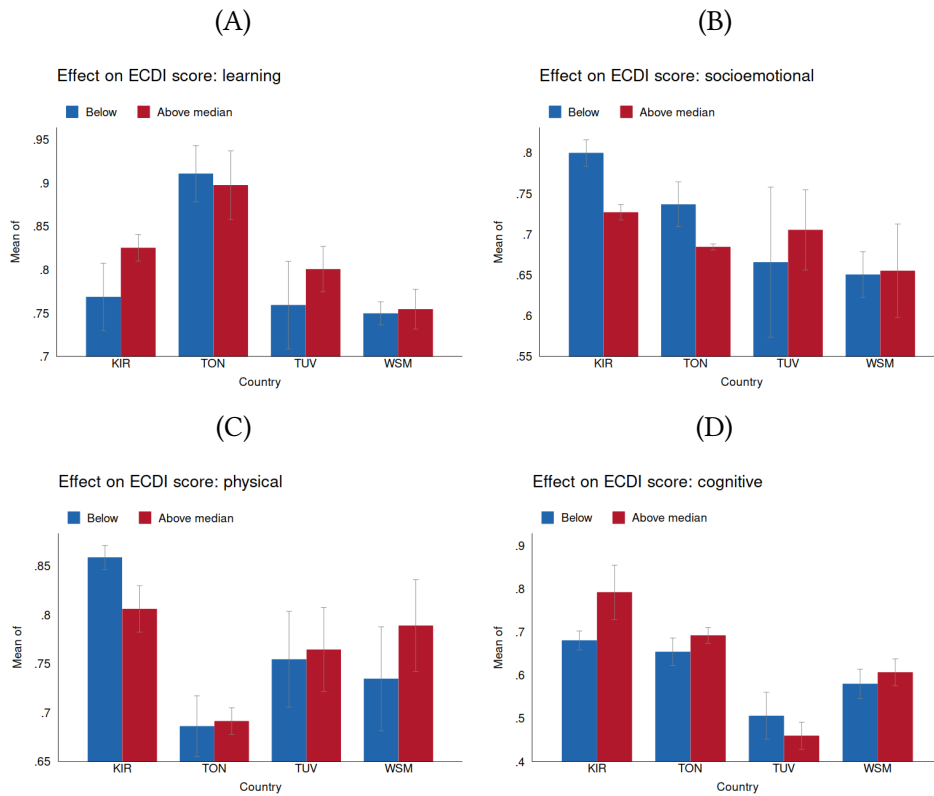 (A)
Effect on ECDI score: learning
Below Above median
.95
.9
.85
.8
.75
.7
Mean of
KIR TON TUV WSM
Country
(B)
Effect on ECDI score: socioemotional
Below Above median
.8
.75
.7
.65
.6
.55
Mean of
KIR TON TUV WSM
Country
(C)
Effect on ECDI score: physical
Below Above median
.85
.8
.75
.7
.65
Mean of
KIR TON TUV WSM
Country
(D)
Effect on ECDI score: cognitive
Below Above median
.9
.8
.7
.6
.5
.4
Mean of
KIR TON TUV WSM
Country